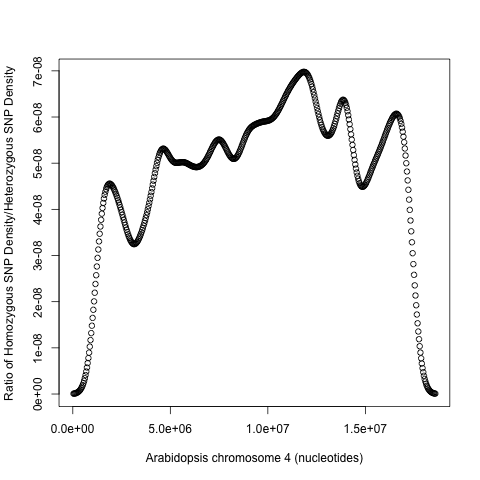 Ratio of Homozygous SNP Density/Heterozygous SNP Density
7e-08
6e-08
5e-08
4e-08
3e-08
2e-08
1e-08
0e+00
0.0e+00 5.0e+06 1.0e+07 1.5e+07
Arabidopsis chromosome 4 (nucleotides)